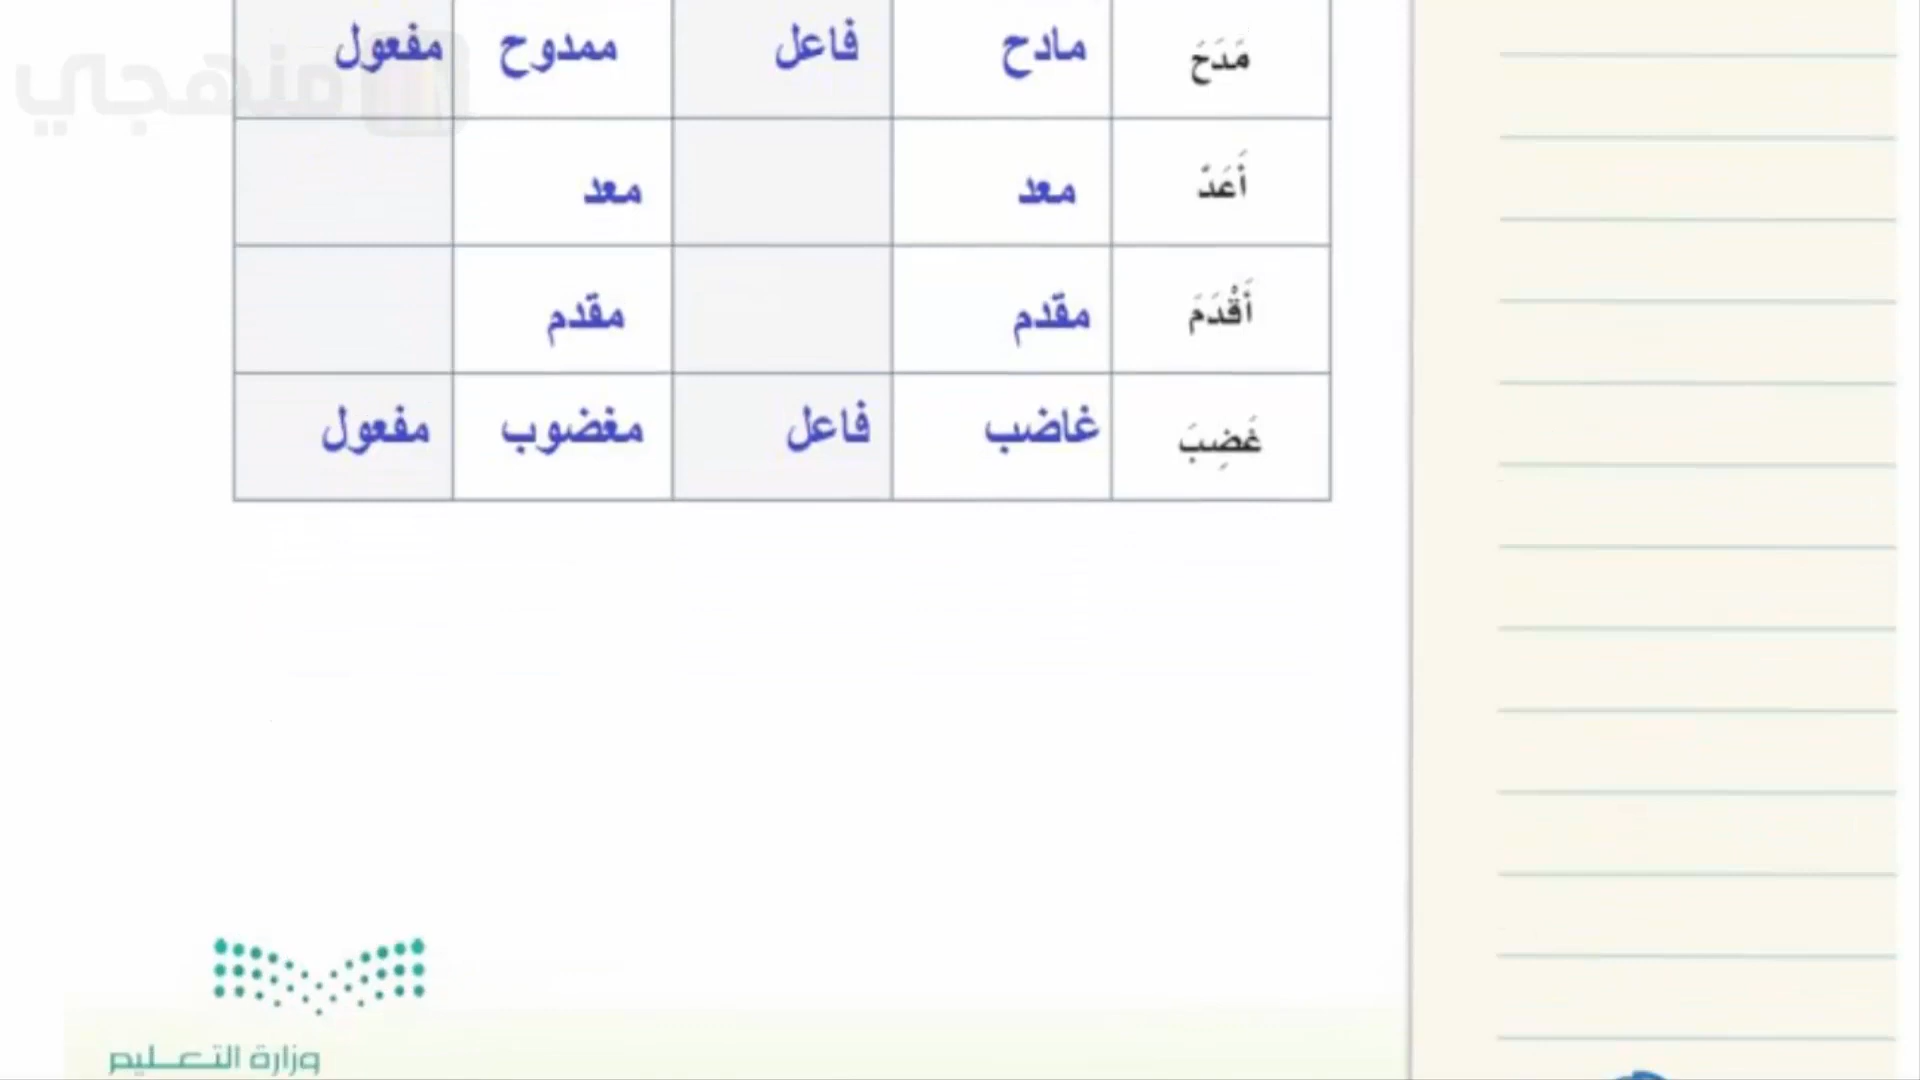 منهجي
مَدَحَ مادح فاعل ممدوح مفعول
أَعَدَّ معد معد
أَقْدَمَ مقدم مقدم
غَضِبَ غاضب فاعل مغضوب مفعول
وزارة التعليم